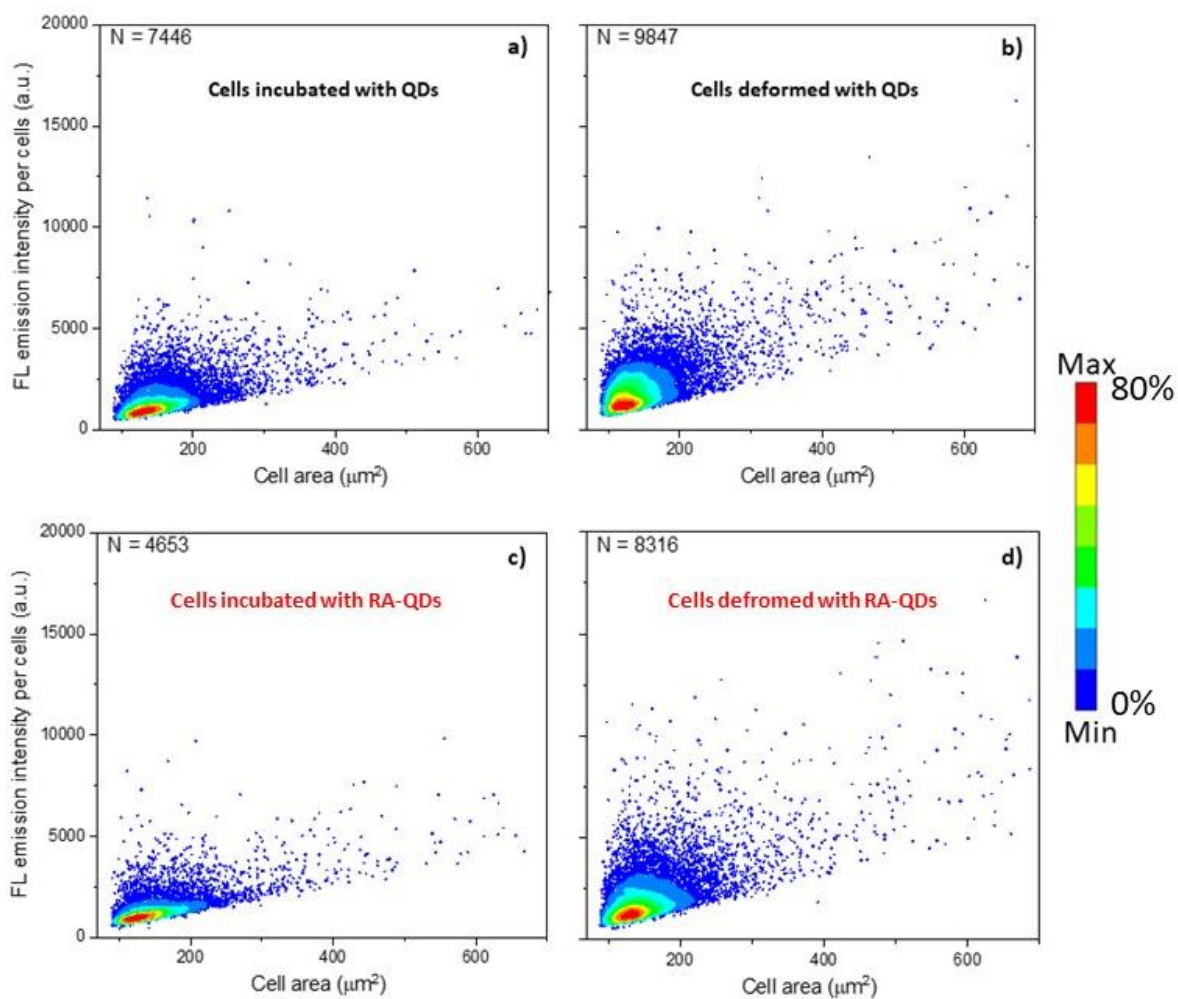 N = 7446
a)
Cells incubated with QDs
20000
15000
10000
5000
0
FL emission intensity per cells (a.u.)
200
400
600
Cell area (μm²)
N = 9847
b)
Cells deformed with QDs
200
400
600
Cell area (μm²)
Max
80%
0%
Min
N = 4653
c)
Cells incubated with RA-QDs
20000
15000
10000
5000
0
FL emission intensity per cells (a.u.)
200
400
600
Cell area (μm²)
N = 8316
d)
Cells defromed with RA-QDs
200
400
600
Cell area (μm²)